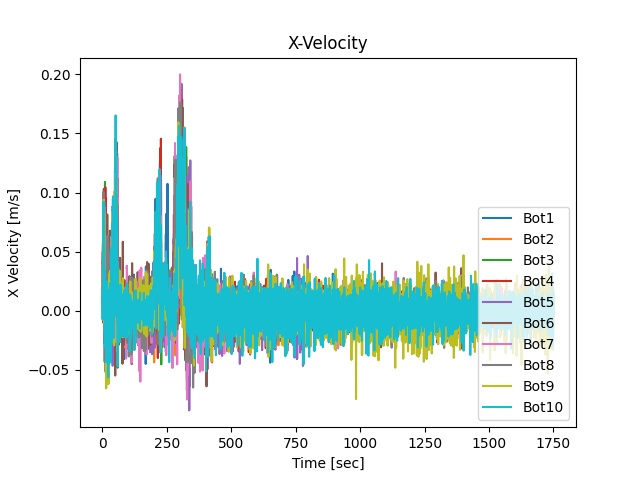 X-Velocity
X Velocity [m/s]
0.20
0.15
0.10
0.05
0.00
−0.05
0
250
500
750
1000
1250
1500
1750
Time [sec]
Bot1
Bot2
Bot3
Bot4
Bot5
Bot6
Bot7
Bot8
Bot9
Bot10